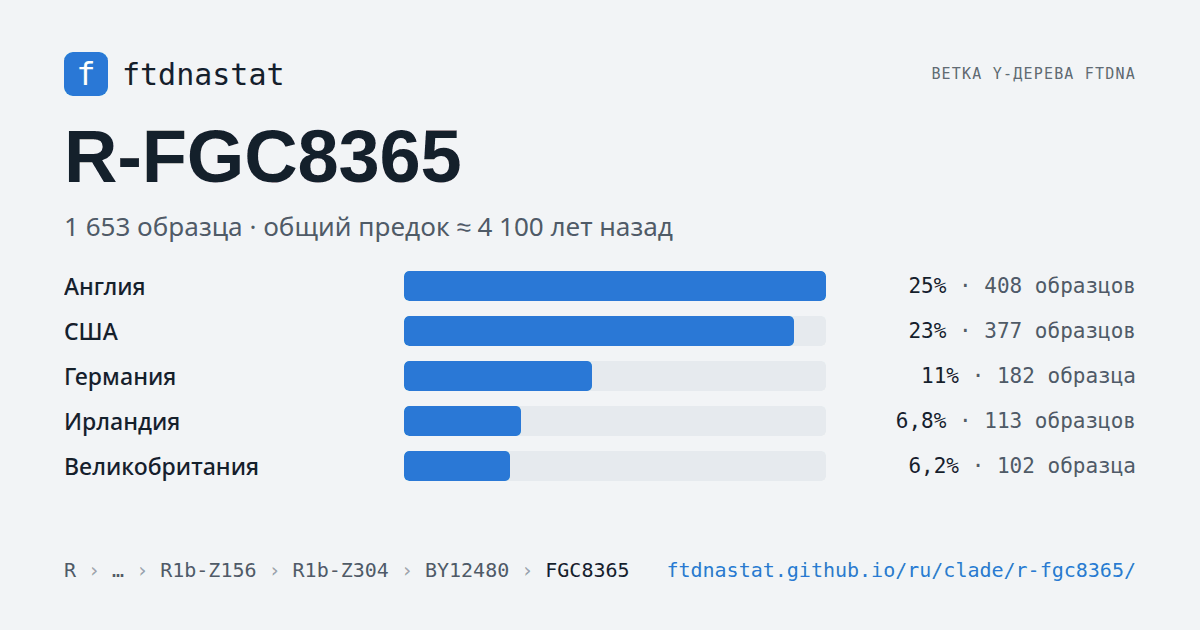 f ftdnastat
ВЕТКА Y-ДЕРЕВА FTDNA
R-FGC8365
1 653 образца · общий предок ≈ 4 100 лет назад
Англия 25% · 408 образцов
США 23% · 377 образцов
Германия 11% · 182 образца
Ирландия 6,8% · 113 образцов
Великобритания 6,2% · 102 образца
R › … › R1b-Z156 › R1b-Z304 › BY12480 › FGC8365 ftdnastat.github.io/ru/clade/r-fgc8365/